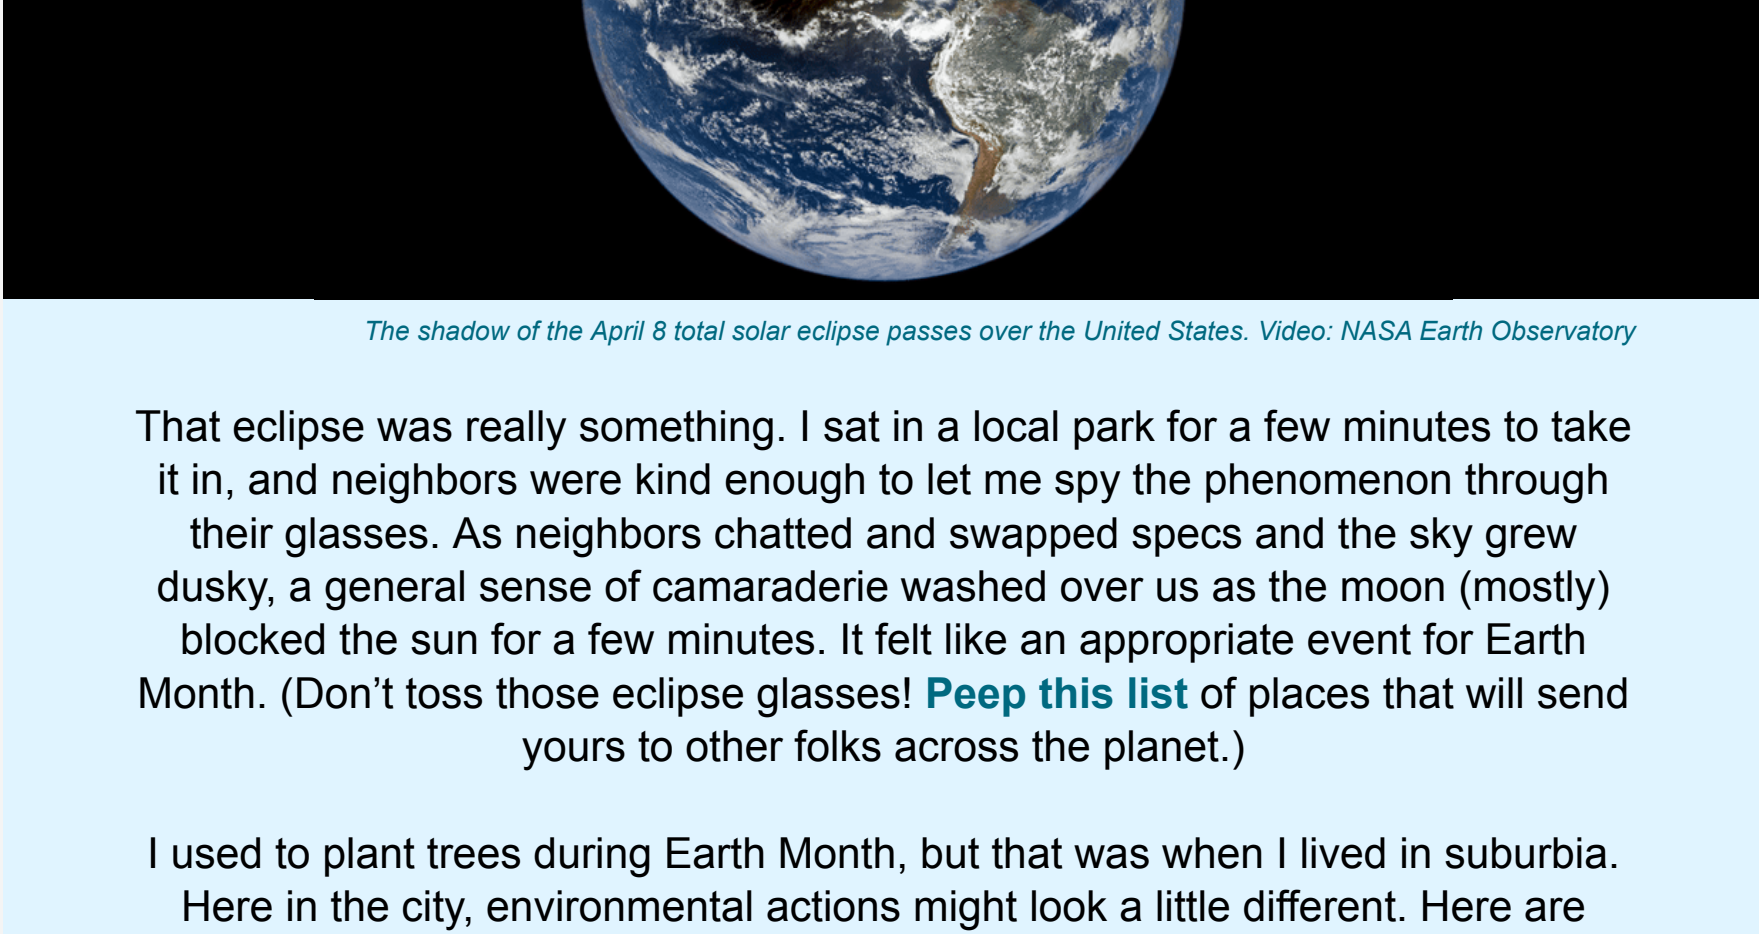 The shadow of the April 8 total solar eclipse passes over the United States. Video: NASA Earth Observatory
That eclipse was really something. I sat in a local park for a few minutes to take
it in, and neighbors were kind enough to let me spy the phenomenon through
their glasses. As neighbors chatted and swapped specs and the sky grew
dusky, a general sense of camaraderie washed over us as the moon (mostly)
blocked the sun for a few minutes. It felt like an appropriate event for Earth
Month. (Don’t toss those eclipse glasses! Peep this list of places that will send
yours to other folks across the planet.)
I used to plant trees during Earth Month, but that was when I lived in suburbia.
Here in the city, environmental actions might look a little different. Here are